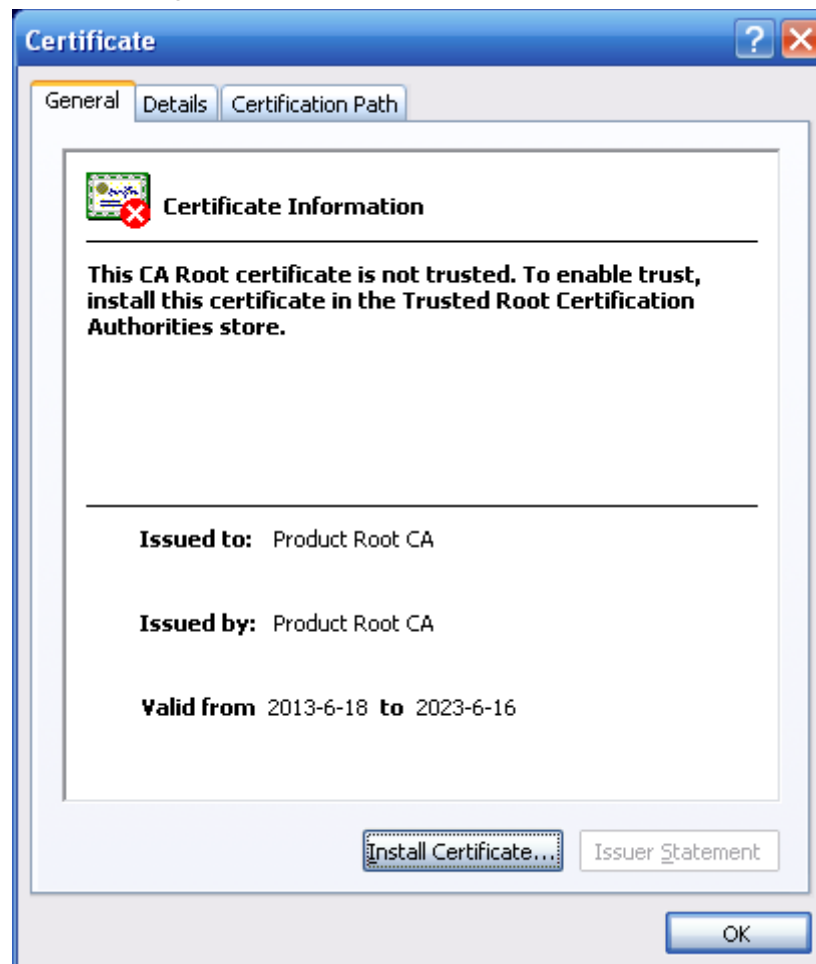 Certificate
?
General Details Certification Path
Certificate Information
This CA Root certificate is not trusted. To enable trust,
install this certificate in the Trusted Root Certification
Authorities store.
Issued to: Product Root CA
Issued by: Product Root CA
Valid from 2013-6-18 to 2023-6-16
Install Certificate... Issuer Statement
OK